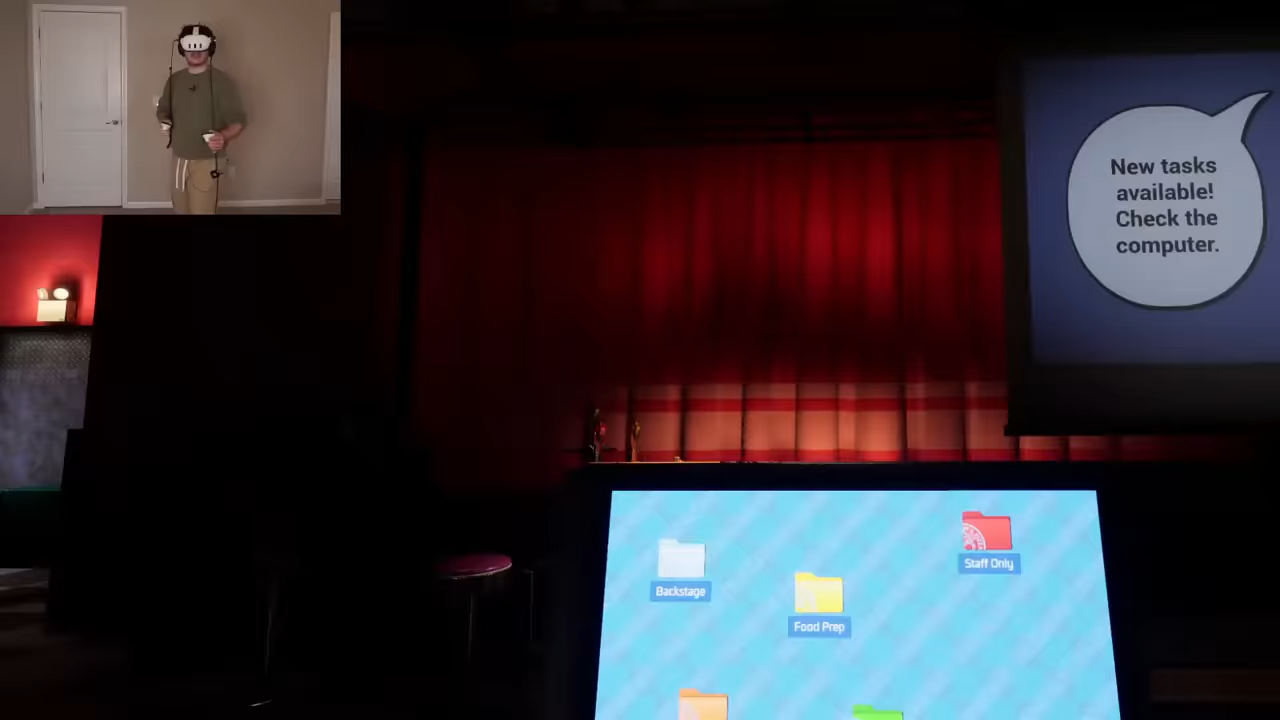 New tasks
available!
Check the
computer.
Staff Only
Backstage
Food Prep